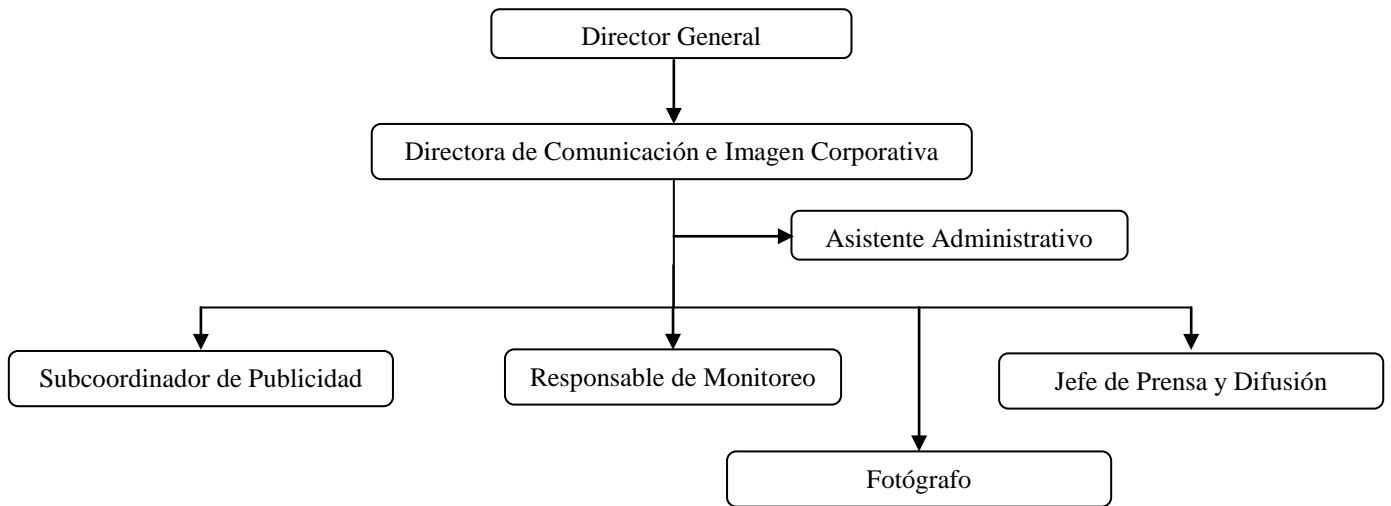 Director General
Directora de Comunicación e Imagen Corporativa
Asistente Administrativo
Subcoordinador de Publicidad
Responsable de Monitoreo
Jefe de Prensa y Difusión
Fotógrafo